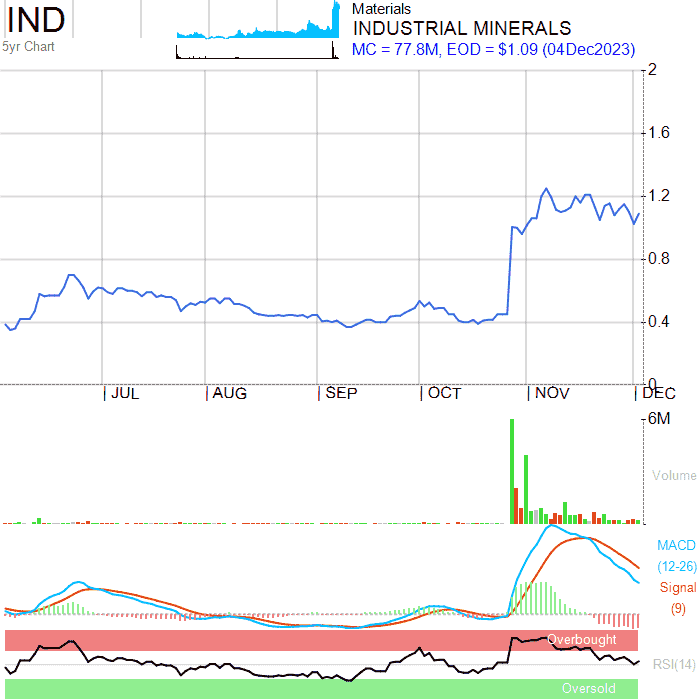 IND
5yr Chart
Materials
INDUSTRIAL MINERALS
MC = 77.8M, EOD = $1.09 (04Dec2023)
2
1.6
1.2
0.8
0.4
0
JUL AUG SEP OCT NOV DEC
6M
Volume
MACD
(12-26)
Signal
(9)
Overbought
RSI(14)
Oversold